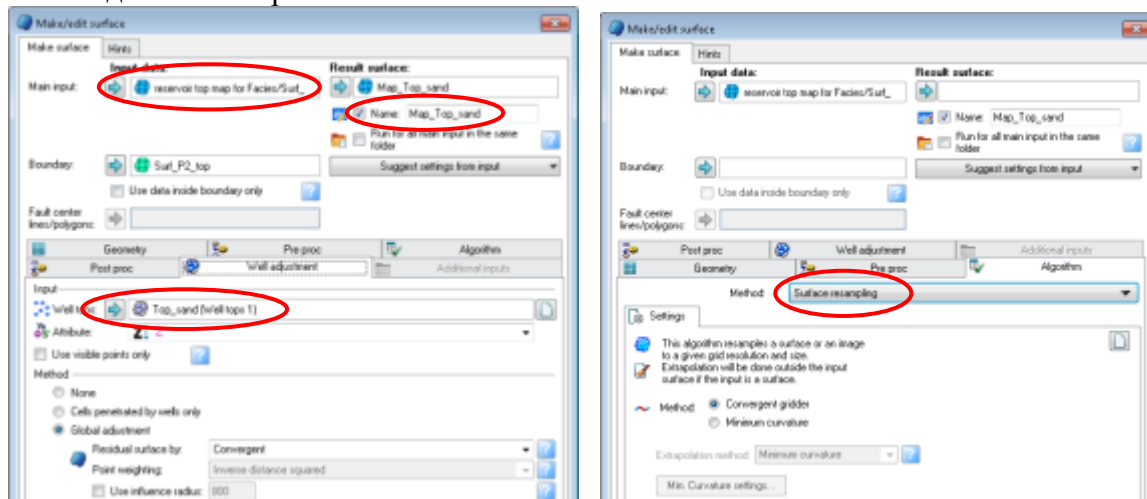 Make/edit surface
Make surface Hints
Input data: Result surface:
Main input: reservoir top map for Facies/Surf_ Map_Top_sand
Name: Map_Top_sand
Run for all main input in the same folder
Boundary: Surf_P2_top Suggest settings from input
Use data inside boundary only
Fault center lines/polygons:
Geometry Pre proc Algorithm
Post proc Well adjustment Additional inputs
Input
Well tops: Top_sand (Well tops 1)
Attribute: Z
Use visible points only
Method
None
Cells penetrated by wells only
Global adjustment
Residual surface by: Convergent
Point weighting: Inverse distance squared
Use influence radius: 800
Make/edit surface
Make surface Hints
Input data: Result surface:
Main input: reservoir top map for Facies/Surf_
Name: Map_Top_sand
Run for all main input in the same folder
Boundary: Suggest settings from input
Use data inside boundary only
Fault center lines/polygons:
Post proc Well adjustment Additional inputs
Geometry Pre proc Algorithm
Method: Surface resampling
Settings
This algorithm resamples a surface or an image
to a given grid resolution and size.
Extrapolation will be done outside the input
surface if the input is a surface.
Method: Convergent gridder
Minimum curvature
Extrapolation method: Minimum curvature
Min. Curvature settings...